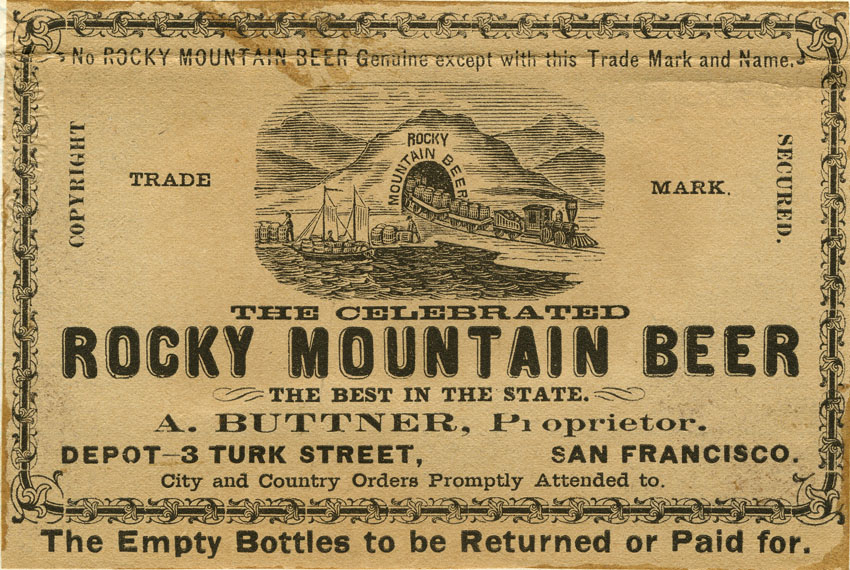 No ROCKY MOUNTAIN BEER Genuine except with this Trade Mark and Name.
COPYRIGHT
TRADE
ROCKY
MOUNTAIN BEER
MARK.
SECURED.
THE CELEBRATED
ROCKY MOUNTAIN BEER
THE BEST IN THE STATE.
A. BUTTNER, Proprietor.
DEPOT-3 TURK STREET, SAN FRANCISCO.
City and Country Orders Promptly Attended to.
The Empty Bottles to be Returned or Paid for.